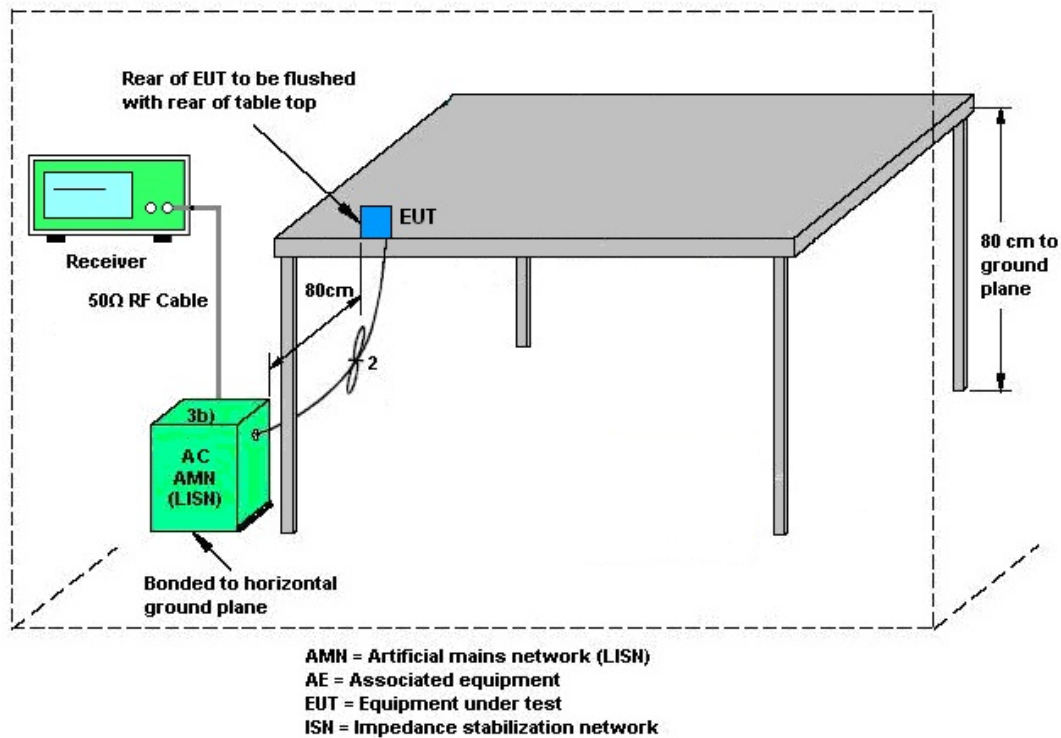 Rear of EUT to be flushed
with rear of table top
EUT
Receiver
50Ω RF Cable
80cm
80 cm to
ground
plane
2
3b)
AC
AMN
(LISN)
Bonded to horizontal
ground plane
AMN = Artificial mains network (LISN)
AE = Associated equipment
EUT = Equipment under test
ISN = Impedance stabilization network